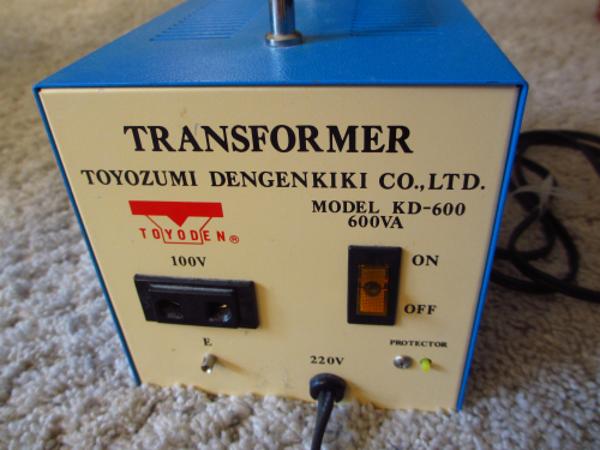 TRANSFORMER
TOYOZUMI DENGENKIKI CO.,LTD.
TOYODEN®
MODEL KD-600
600VA
100V
ON
OFF
E
220V
PROTECTOR